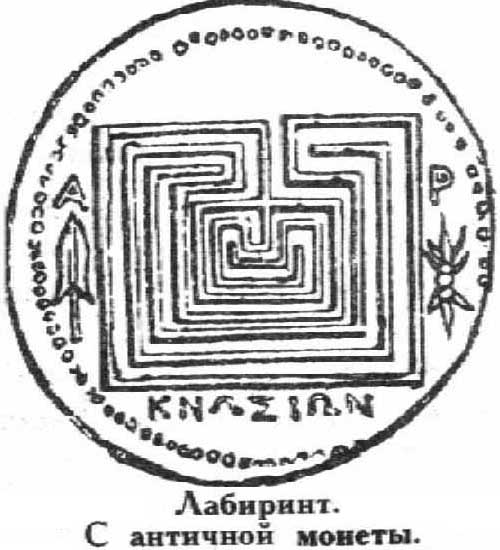 Α Ρ
ΚΝΩΣΙΩΝ
Лабиринт.
С античной монеты.